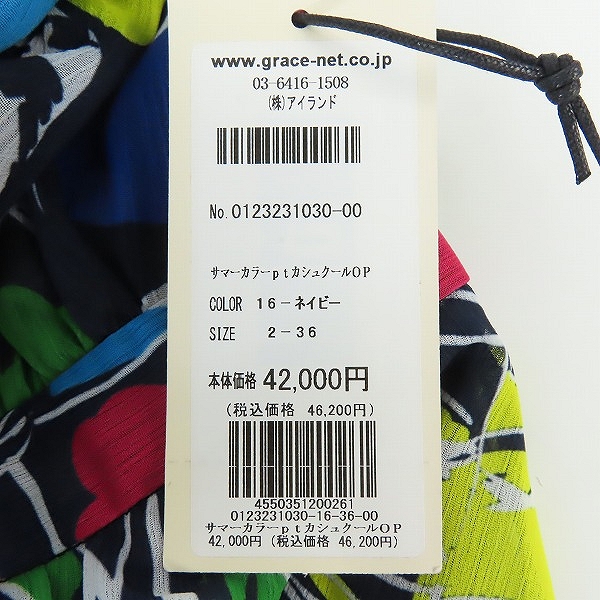 www.grace-net.co.jp
03-6416-1508
(株)アイランド
No.0123231030-00
サマーカラーptカシュクールOP
COLOR 16-ネイビー
SIZE 2-36
本体価格 42,000円
(税込価格 46,200円)
4550351200261
0123231030-16-36-00
サマーカラーptカシュクールOP
42,000円 (税込価格 46,200円)